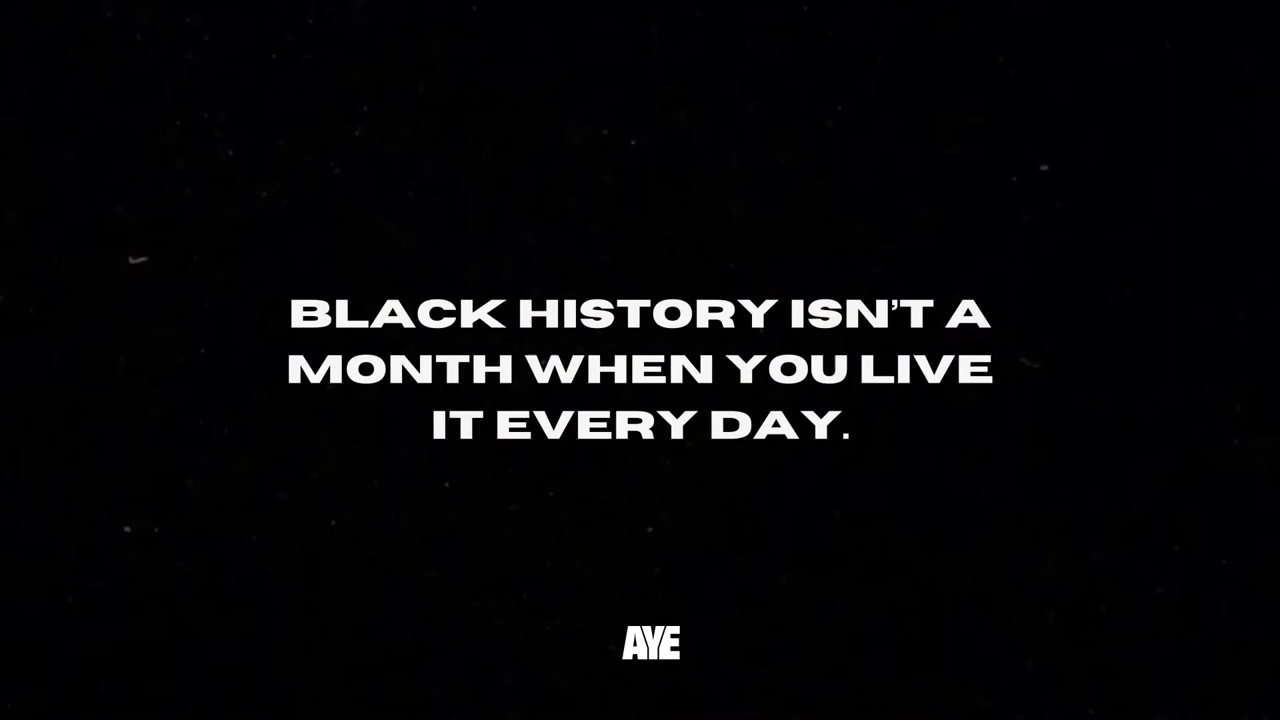 BLACK HISTORY ISN’T A
MONTH WHEN YOU LIVE
IT EVERY DAY.
AYE